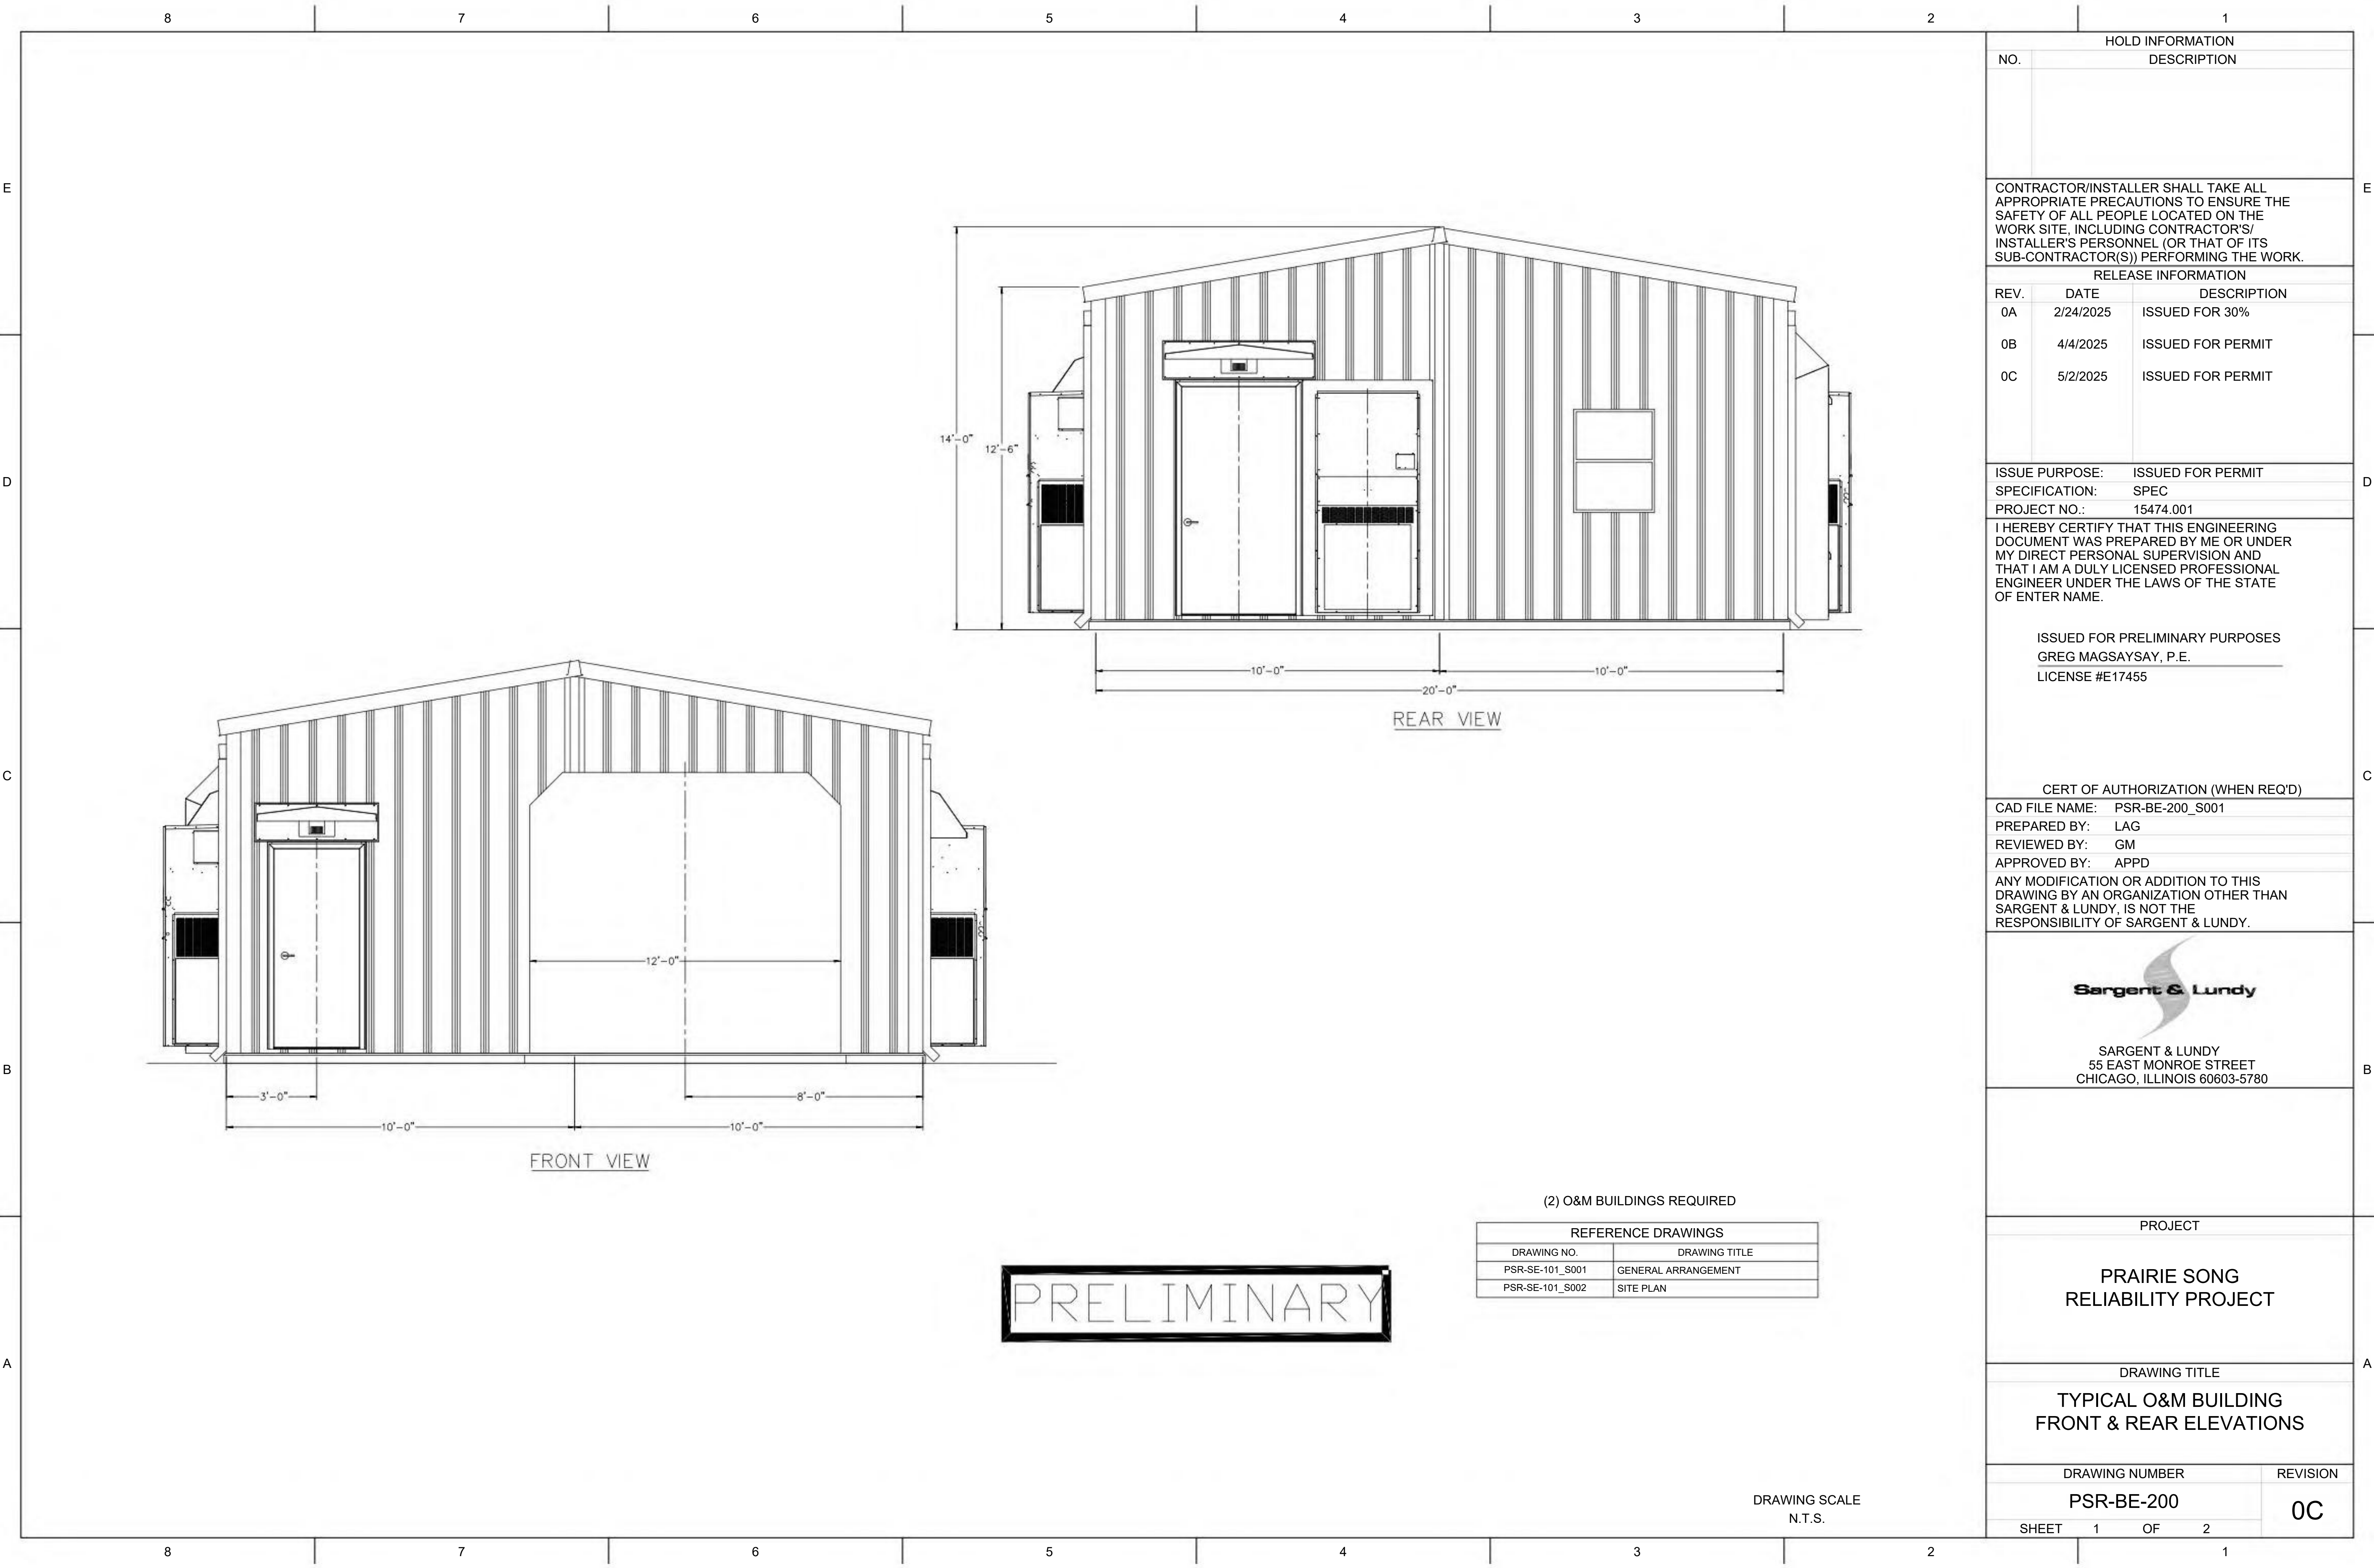 8 7 6 5 4 3 2 1
E
D
C
B
A
14'-0"
12'-6"
10'-0"
10'-0"
20'-0"
REAR VIEW
12'-0"
3'-0"
8'-0"
10'-0"
10'-0"
FRONT VIEW
(2) O&M BUILDINGS REQUIRED
REFERENCE DRAWINGS
DRAWING NO. DRAWING TITLE
PSR-SE-101_S001 GENERAL ARRANGEMENT
PSR-SE-101_S002 SITE PLAN
PRELIMINARY
DRAWING SCALE
N.T.S.
HOLD INFORMATION
NO. DESCRIPTION
CONTRACTOR/INSTALLER SHALL TAKE ALL
APPROPRIATE PRECAUTIONS TO ENSURE THE
SAFETY OF ALL PEOPLE LOCATED ON THE
WORK SITE, INCLUDING CONTRACTOR'S/
INSTALLER'S PERSONNEL (OR THAT OF ITS
SUB-CONTRACTOR(S)) PERFORMING THE WORK.
RELEASE INFORMATION
REV. DATE DESCRIPTION
0A 2/24/2025 ISSUED FOR 30%
0B 4/4/2025 ISSUED FOR PERMIT
0C 5/2/2025 ISSUED FOR PERMIT
ISSUE PURPOSE: ISSUED FOR PERMIT
SPECIFICATION: SPEC
PROJECT NO.: 15474.001
I HEREBY CERTIFY THAT THIS ENGINEERING
DOCUMENT WAS PREPARED BY ME OR UNDER
MY DIRECT PERSONAL SUPERVISION AND
THAT I AM A DULY LICENSED PROFESSIONAL
ENGINEER UNDER THE LAWS OF THE STATE
OF ENTER NAME.
ISSUED FOR PRELIMINARY PURPOSES
GREG MAGSAYSAY, P.E.
LICENSE #E17455
CERT OF AUTHORIZATION (WHEN REQ'D)
CAD FILE NAME: PSR-BE-200_S001
PREPARED BY: LAG
REVIEWED BY: GM
APPROVED BY: APPD
ANY MODIFICATION OR ADDITION TO THIS
DRAWING BY AN ORGANIZATION OTHER THAN
SARGENT & LUNDY, IS NOT THE
RESPONSIBILITY OF SARGENT & LUNDY.
Sargent & Lundy
SARGENT & LUNDY
55 EAST MONROE STREET
CHICAGO, ILLINOIS 60603-5780
PROJECT
PRAIRIE SONG
RELIABILITY PROJECT
DRAWING TITLE
TYPICAL O&M BUILDING
FRONT & REAR ELEVATIONS
DRAWING NUMBER REVISION
PSR-BE-200 0C
SHEET 1 OF 2
E
D
C
B
A
8 7 6 5 4 3 2 1